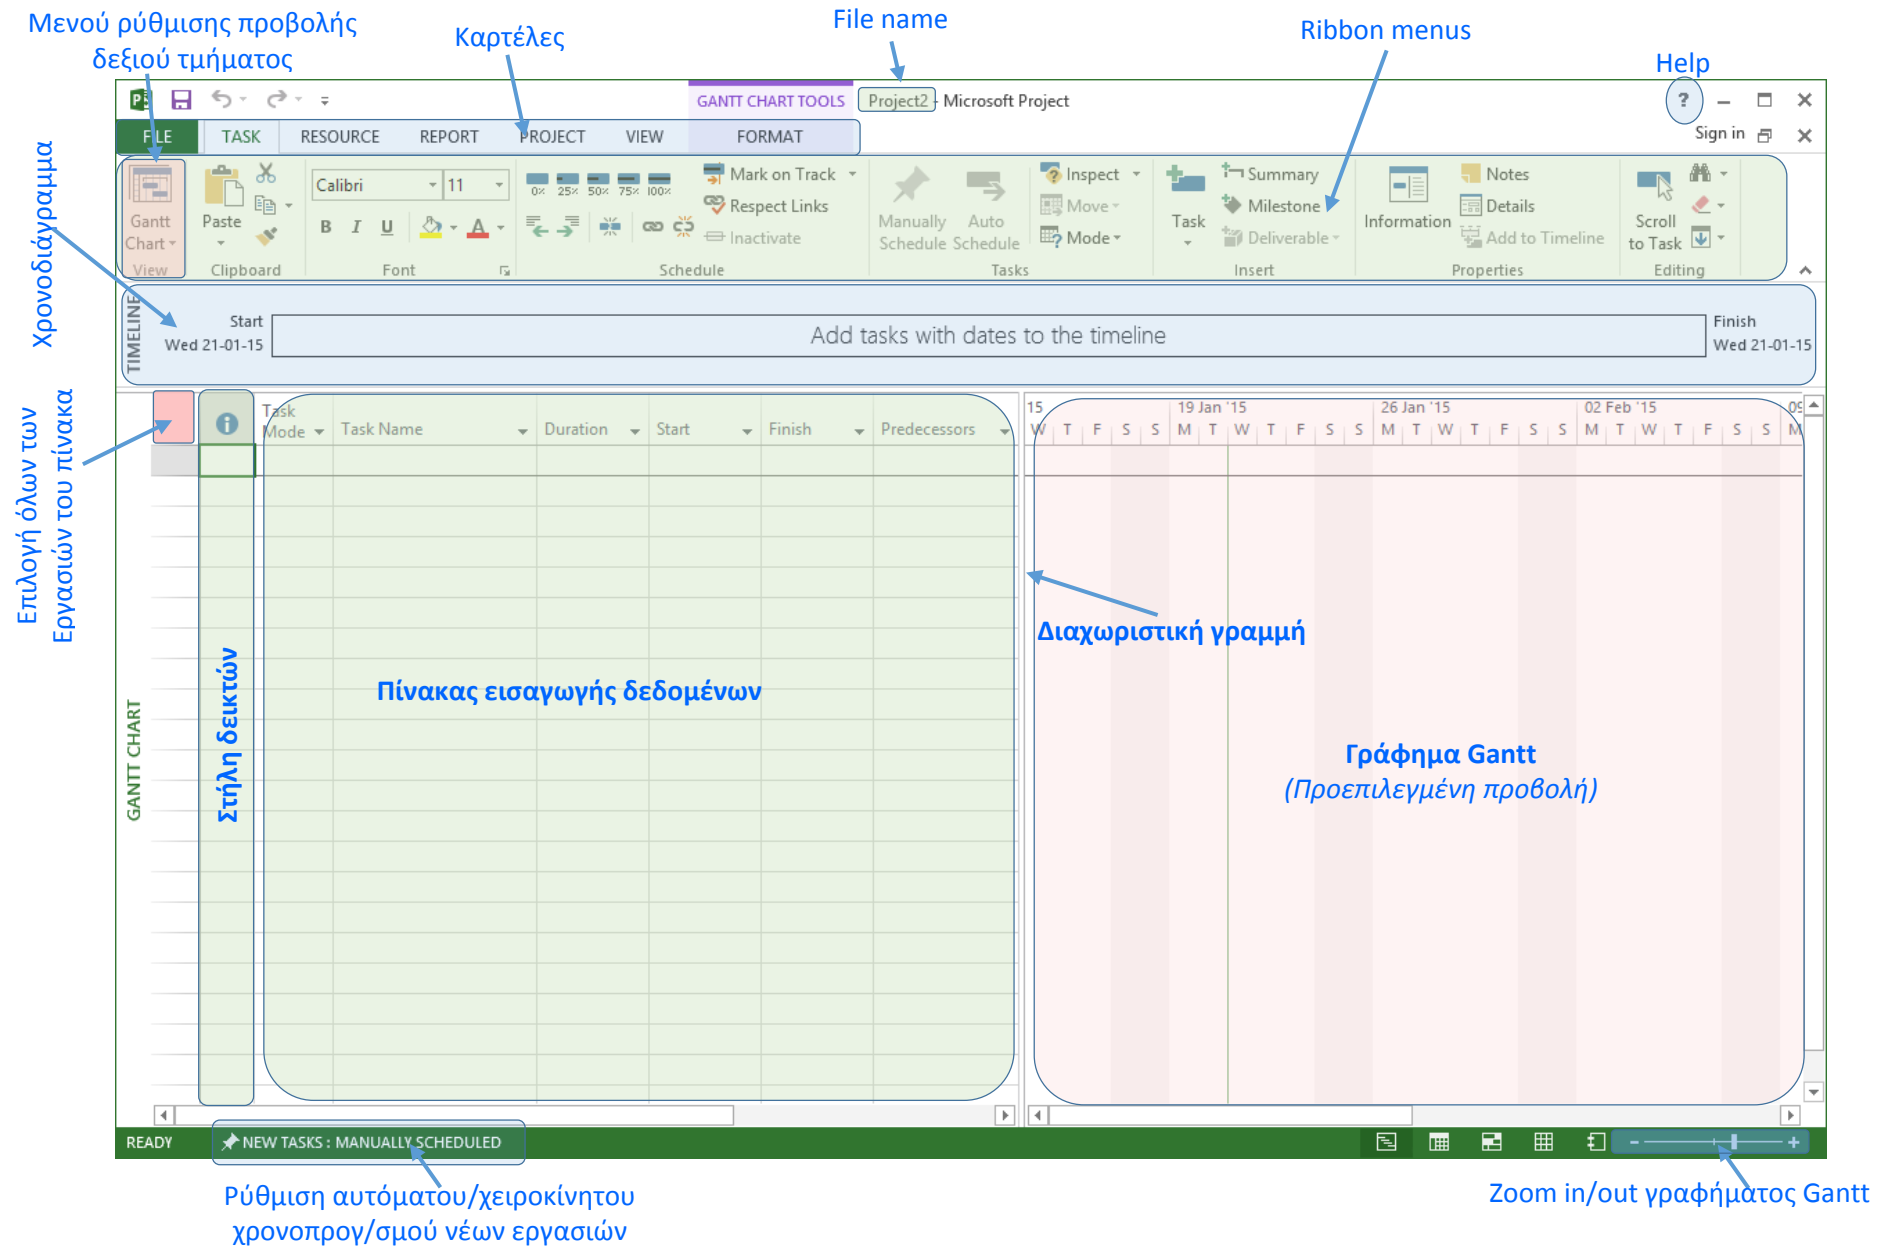 Μενού ρύθμισης προβολής
δεξιού τμήματος
Καρτέλες
File name
Ribbon menus
Help
GANTT CHART TOOLS
Project2 - Microsoft Project
?
FILE TASK RESOURCE REPORT PROJECT VIEW FORMAT
Sign in
Gantt
Chart
View
Paste
Clipboard
Calibri 11
B I U A
Font
0% 25% 50% 75% 100%
Mark on Track
Respect Links
Inactivate
Schedule
Manually
Schedule
Auto
Schedule
Inspect
Move
Mode
Tasks
Task
Summary
Milestone
Deliverable
Insert
Information
Notes
Details
Add to Timeline
Properties
Scroll
to Task
Editing
Χρονοδιάγραμμα
TIMELINE
Start
Wed 21-01-15
Add tasks with dates to the timeline
Finish
Wed 21-01-15
Επιλογή όλων των
Εργασιών του πίνακα
Task
Mode
Task Name
Duration
Start
Finish
Predecessors
15 19 Jan '15 26 Jan '15 02 Feb '15 09
W T F S S M T W T F S S M T W T F S S M T W T F S S M
Διαχωριστική γραμμή
Στήλη δεικτών
Πίνακας εισαγωγής δεδομένων
Γράφημα Gantt
(Προεπιλεγμένη προβολή)
GANTT CHART
READY
NEW TASKS : MANUALLY SCHEDULED
Ρύθμιση αυτόματου/χειροκίνητου
χρονοπρογ/σμού νέων εργασιών
Zoom in/out γραφήματος Gantt